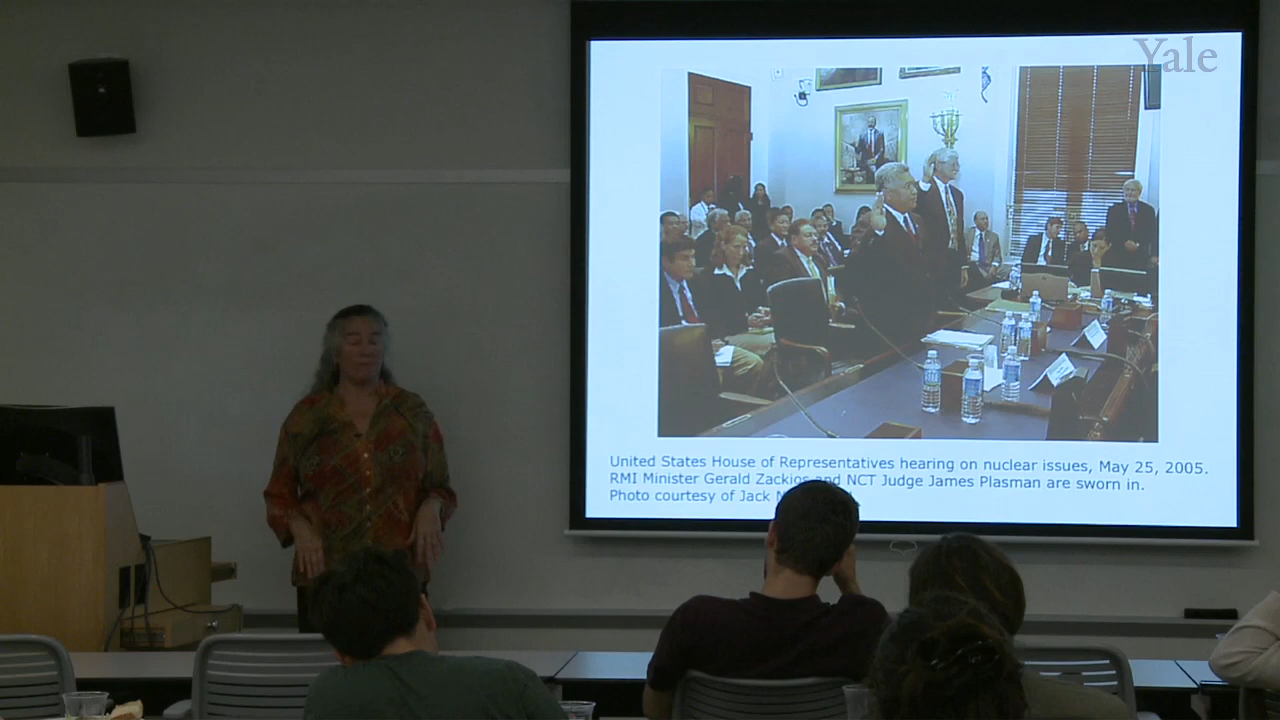 Yale
United States House of Representatives hearing on nuclear issues, May 25, 2005.
RMI Minister Gerald Zackios and NCT Judge James Plasman are sworn in.
Photo courtesy of Jack